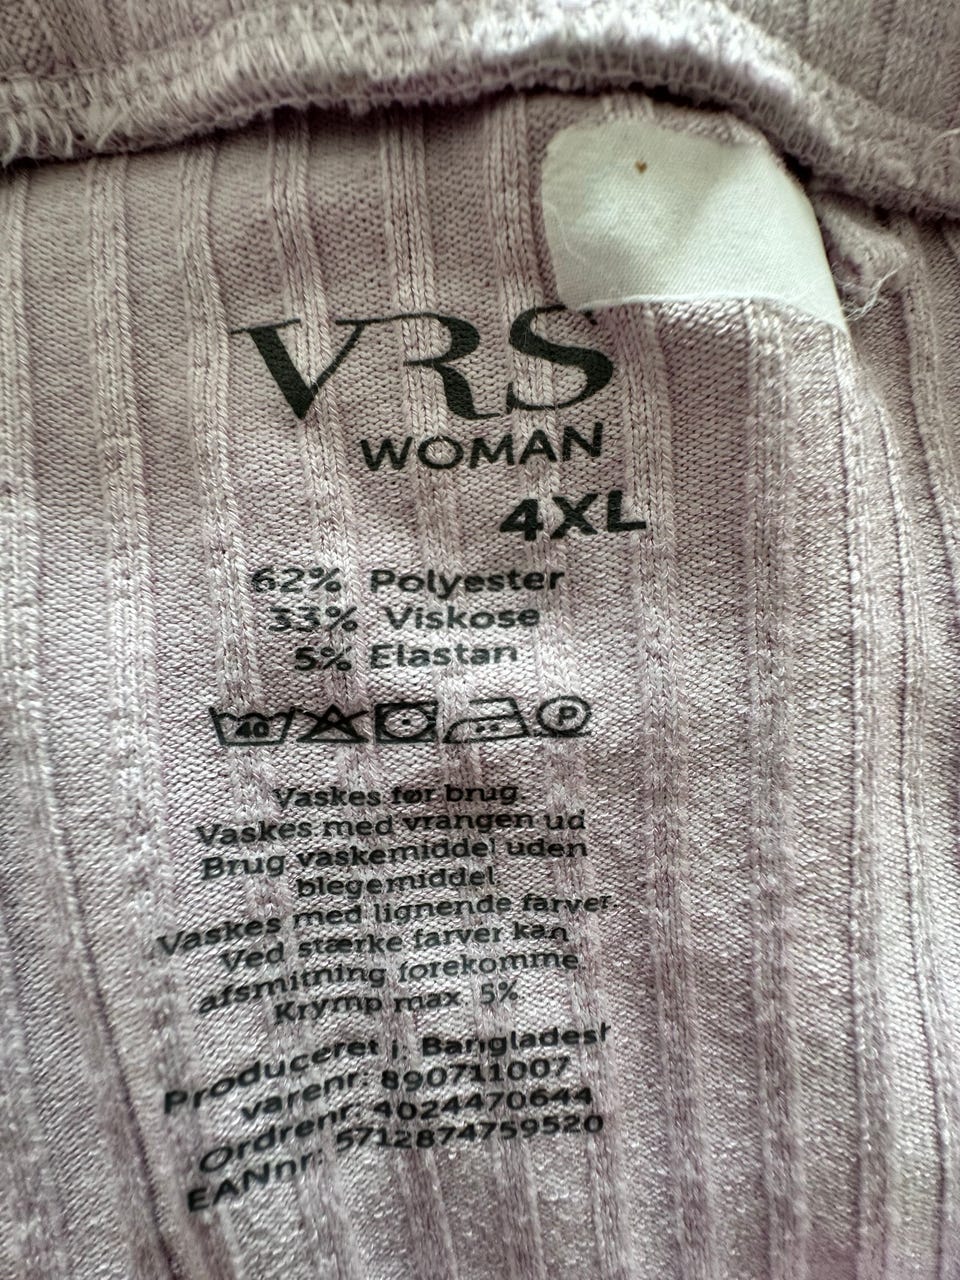 VRS
WOMAN
4XL
62% Polyester
33% Viskose
5% Elastan
40 P
Vaskes før brug.
Vaskes med vrangen ud
Brug vaskemiddel uden
blegemiddel
Vaskes med lignende farver
Ved stærke farver kan
afsmitning forekomme
Krymp max 5%
Produceret i: Bangladesh
varenr: 890711007
Ordrenr: 4024470644
EANnr: 5712874759520